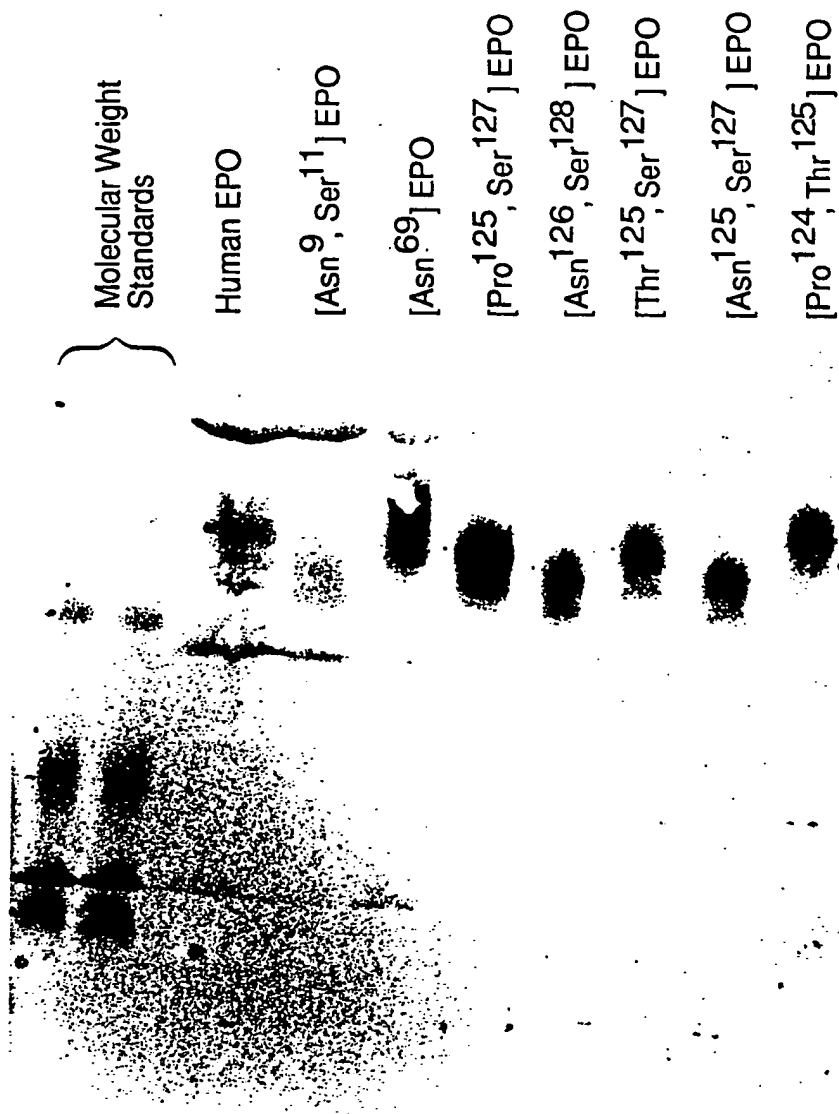 Molecular Weight
Standards
Human EPO
[Asn⁹, Ser¹¹] EPO
[Asn⁶⁹] EPO
[Pro¹²⁵, Ser¹²⁷] EPO
[Asn¹²⁶, Ser¹²⁸] EPO
[Thr¹²⁵, Ser¹²⁷] EPO
[Asn¹²⁵, Ser¹²⁷] EPO
[Pro¹²⁴, Thr¹²⁵] EPO